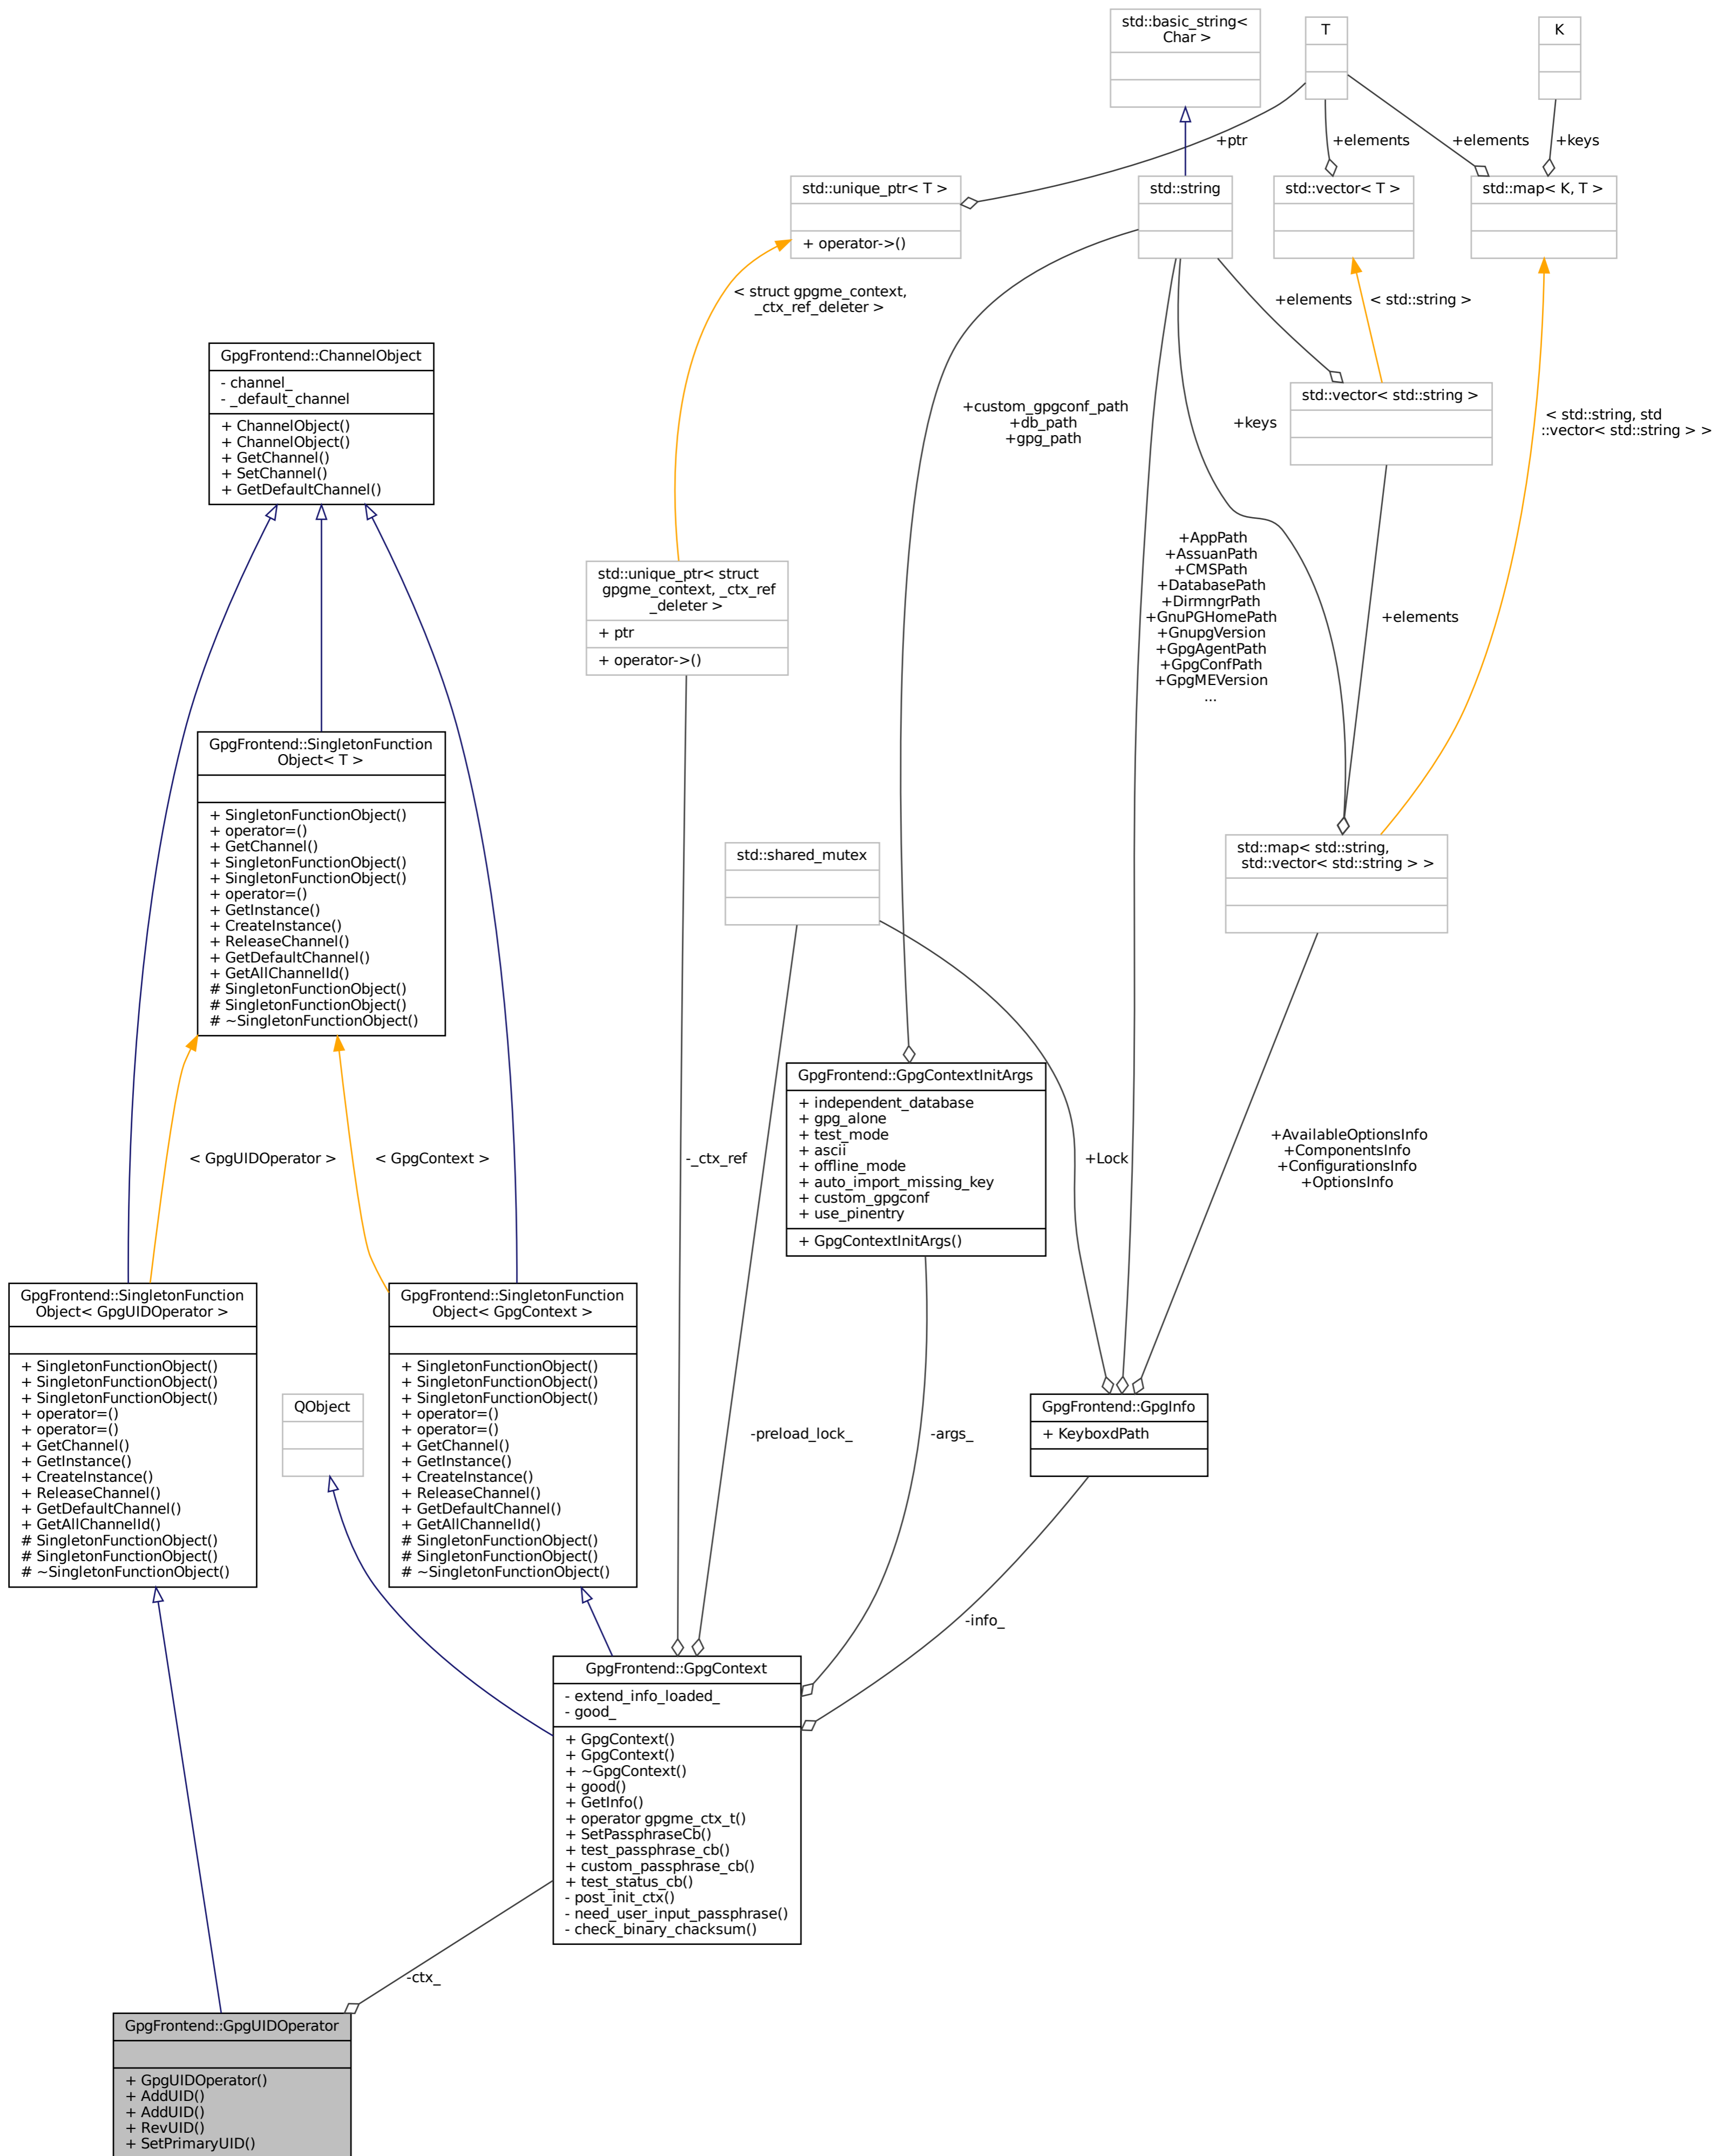 std::basic_string<
Char >
T
K
+ptr
+elements
+elements
+keys
std::unique_ptr< T >
+ operator->()
std::string
std::vector< T >
std::map< K, T >
< struct gpgme_context,
_ctx_ref_deleter >
+elements
< std::string >
GpgFrontend::ChannelObject
- channel_
- _default_channel
+ ChannelObject()
+ ChannelObject()
+ GetChannel()
+ SetChannel()
+ GetDefaultChannel()
+custom_gpgconf_path
+db_path
+gpg_path
+keys
std::vector< std::string >
< std::string, std
::vector< std::string > >
std::unique_ptr< struct
gpgme_context, _ctx_ref
_deleter >
+ ptr
+ operator->()
+AppPath
+AssuanPath
+CMSPath
+DatabasePath
+DirmngrPath
+GnuPGHomePath
+GnupgVersion
+GpgAgentPath
+GpgConfPath
+GpgMEVersion
...
+elements
GpgFrontend::SingletonFunction
Object< T >
+ SingletonFunctionObject()
+ operator=()
+ GetChannel()
+ SingletonFunctionObject()
+ SingletonFunctionObject()
+ operator=()
+ GetInstance()
+ CreateInstance()
+ ReleaseChannel()
+ GetDefaultChannel()
+ GetAllChannelId()
# SingletonFunctionObject()
# SingletonFunctionObject()
# ~SingletonFunctionObject()
std::shared_mutex
std::map< std::string,
std::vector< std::string > >
< GpgUIDOperator >
< GpgContext >
-_ctx_ref
GpgFrontend::GpgContextInitArgs
+ independent_database
+ gpg_alone
+ test_mode
+ ascii
+ offline_mode
+ auto_import_missing_key
+ custom_gpgconf
+ use_pinentry
+ GpgContextInitArgs()
+Lock
+AvailableOptionsInfo
+ComponentsInfo
+ConfigurationsInfo
+OptionsInfo
GpgFrontend::SingletonFunction
Object< GpgUIDOperator >
+ SingletonFunctionObject()
+ SingletonFunctionObject()
+ SingletonFunctionObject()
+ operator=()
+ operator=()
+ GetChannel()
+ GetInstance()
+ CreateInstance()
+ ReleaseChannel()
+ GetDefaultChannel()
+ GetAllChannelId()
# SingletonFunctionObject()
# SingletonFunctionObject()
# ~SingletonFunctionObject()
QObject
GpgFrontend::SingletonFunction
Object< GpgContext >
+ SingletonFunctionObject()
+ SingletonFunctionObject()
+ SingletonFunctionObject()
+ operator=()
+ operator=()
+ GetChannel()
+ GetInstance()
+ CreateInstance()
+ ReleaseChannel()
+ GetDefaultChannel()
+ GetAllChannelId()
# SingletonFunctionObject()
# SingletonFunctionObject()
# ~SingletonFunctionObject()
-preload_lock_
-args_
GpgFrontend::GpgInfo
+ KeyboxdPath
-info_
GpgFrontend::GpgContext
- extend_info_loaded_
- good_
+ GpgContext()
+ GpgContext()
+ ~GpgContext()
+ good()
+ GetInfo()
+ operator gpgme_ctx_t()
+ SetPassphraseCb()
+ test_passphrase_cb()
+ custom_passphrase_cb()
+ test_status_cb()
- post_init_ctx()
- need_user_input_passphrase()
- check_binary_chacksum()
-ctx_
GpgFrontend::GpgUIDOperator
+ GpgUIDOperator()
+ AddUID()
+ AddUID()
+ RevUID()
+ SetPrimaryUID()